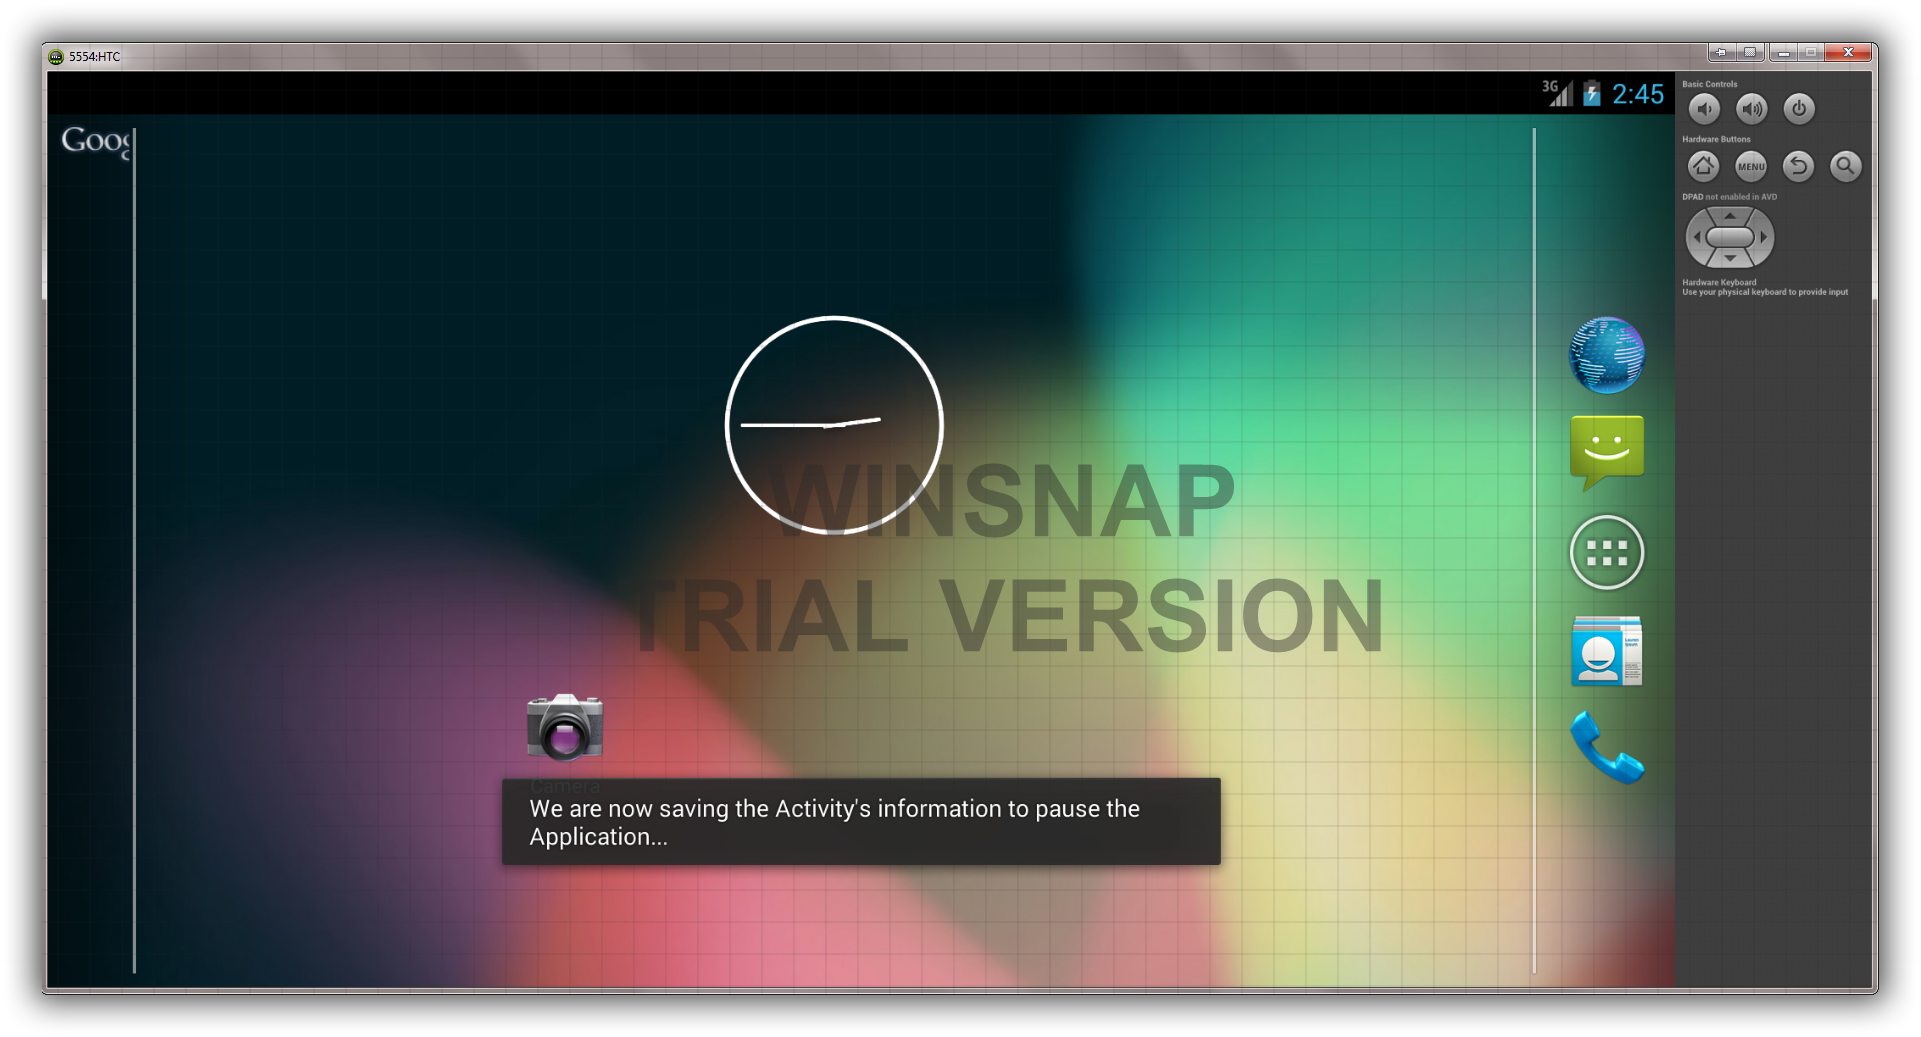 5554:HTC
3G 2:45
Goog
Basic Controls
Hardware Buttons
MENU
DPAD not enabled in AVD
Hardware Keyboard
Use your physical keyboard to provide input
WINSNAP
TRIAL VERSION
Camera
We are now saving the Activity's information to pause the
Application...